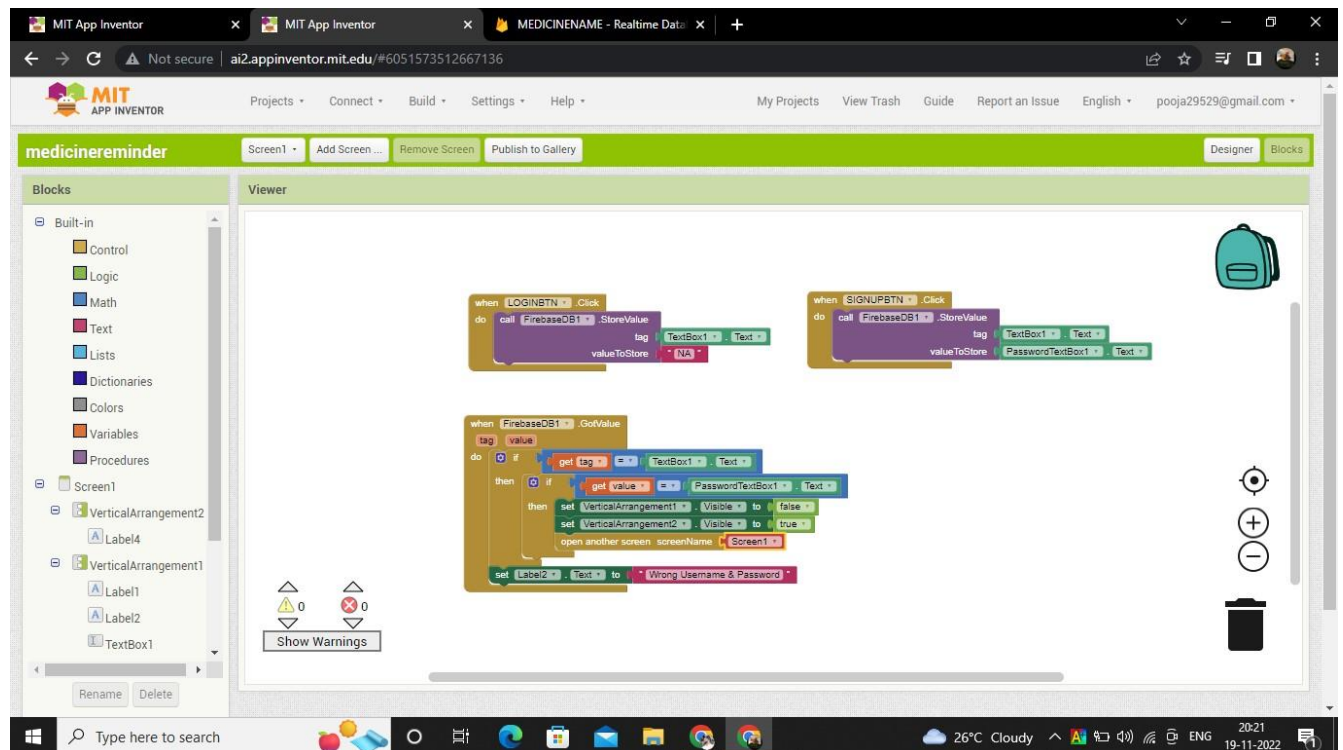 MIT App Inventor
MIT App Inventor
MEDICINENAME - Realtime Data
Not secure | ai2.appinventor.mit.edu/#6051573512667136
MIT
APP INVENTOR
Projects Connect Build Settings Help My Projects View Trash Guide Report an Issue English pooja29529@gmail.com
medicinereminder Screen1 Add Screen ... Remove Screen Publish to Gallery Designer Blocks
Blocks
Viewer
Built-in
Control
Logic
Math
Text
Lists
Dictionaries
Colors
Variables
Procedures
Screen1
VerticalArrangement2
Label4
VerticalArrangement1
Label1
Label2
TextBox1
Rename Delete
when LOGINBTN .Click
do call FirebaseDB1 .StoreValue
tag TextBox1 . Text
valueToStore " NA "
when SIGNUPBTN .Click
do call FirebaseDB1 .StoreValue
tag TextBox1 . Text
valueToStore PasswordTextBox1 . Text
when FirebaseDB1 .GotValue
tag value
do if get tag = TextBox1 . Text
then if get value = PasswordTextBox1 . Text
then set VerticalArrangement1 . Visible to false
set VerticalArrangement2 . Visible to true
open another screen screenName Screen1
set Label2 . Text to " Wrong Username & Password "
0 0
Show Warnings
Type here to search
26°C Cloudy
ENG
20:21
19-11-2022